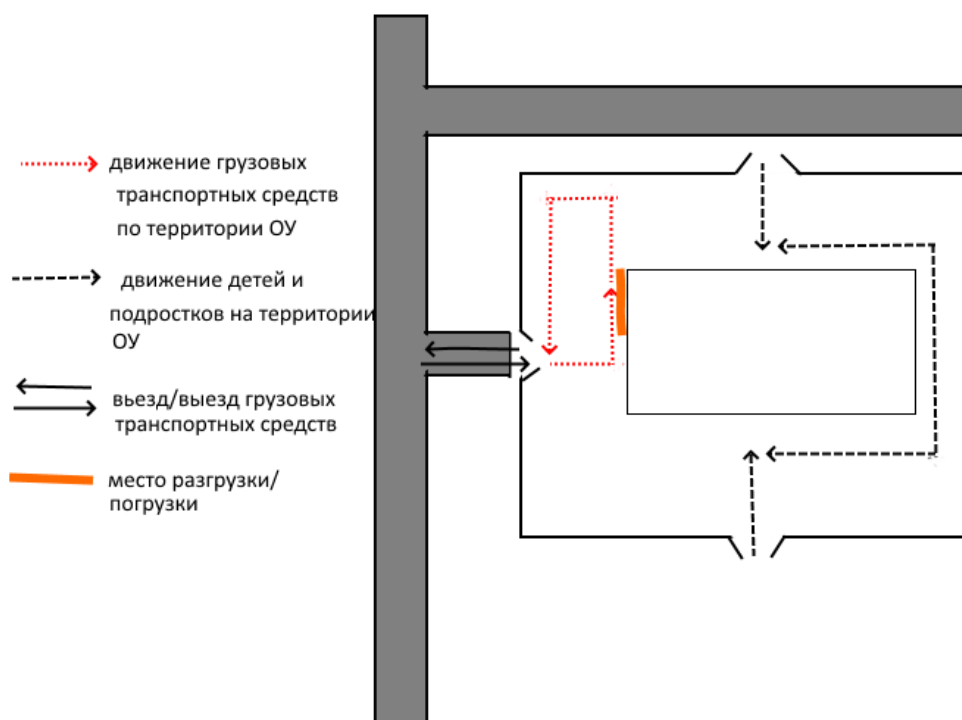 движение грузовых
транспортных средств
по территории ОУ
движение детей и
подростков на территории
ОУ
вьезд/выезд грузовых
транспортных средств
место разгрузки/
погрузки